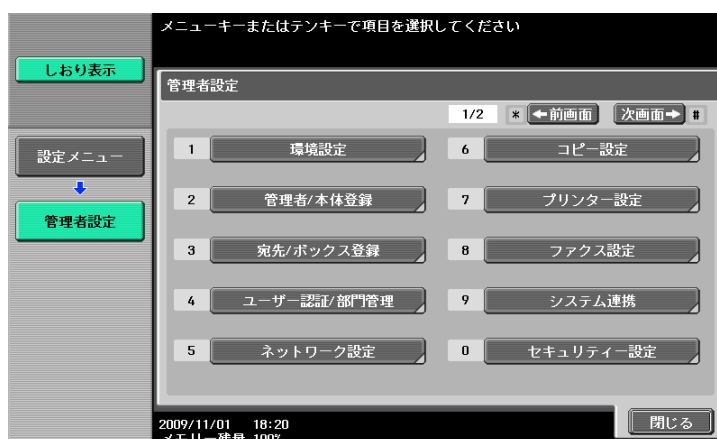 メニューキーまたはテンキーで項目を選択してください
しおり表示
管理者設定
1/2 * ←前画面 次画面→ #
設定メニュー
管理者設定
1 環境設定
2 管理者/本体登録
3 宛先/ボックス登録
4 ユーザー認証/部門管理
5 ネットワーク設定
6 コピー設定
7 プリンター設定
8 ファクス設定
9 システム連携
0 セキュリティー設定
2009/11/01 18:20
メモリー残量 100%
閉じる